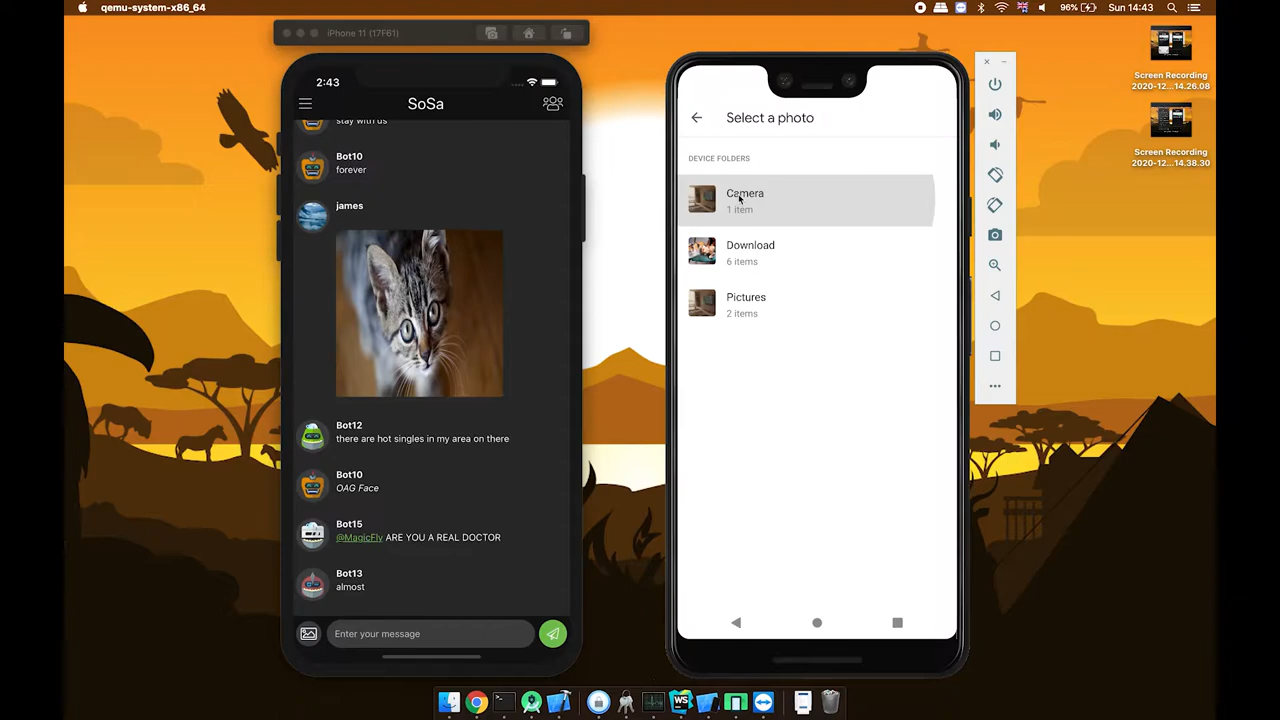 qemu-system-x86_64
96%
Sun 14:43
iPhone 11 (17F61)
2:43
SoSa
stay with us
Bot10
forever
james
Bot12
there are hot singles in my area on there
Bot10
OAG Face
Bot15
@MagicFly ARE YOU A REAL DOCTOR
Bot13
almost
Enter your message
Select a photo
DEVICE FOLDERS
Camera
1 item
Download
6 items
Pictures
2 items
Screen Recording
2020-12...14.26.08
Screen Recording
2020-12...14.38.30
WS